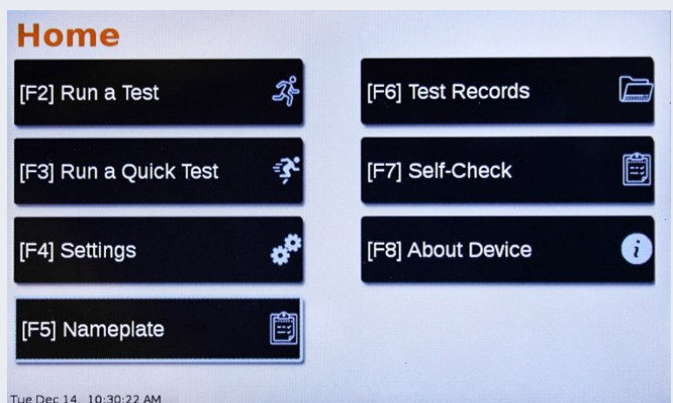 Home
[F2] Run a Test
[F3] Run a Quick Test
[F4] Settings
[F5] Nameplate
[F6] Test Records
[F7] Self-Check
[F8] About Device
Tue Dec 14 10:30:22 AM